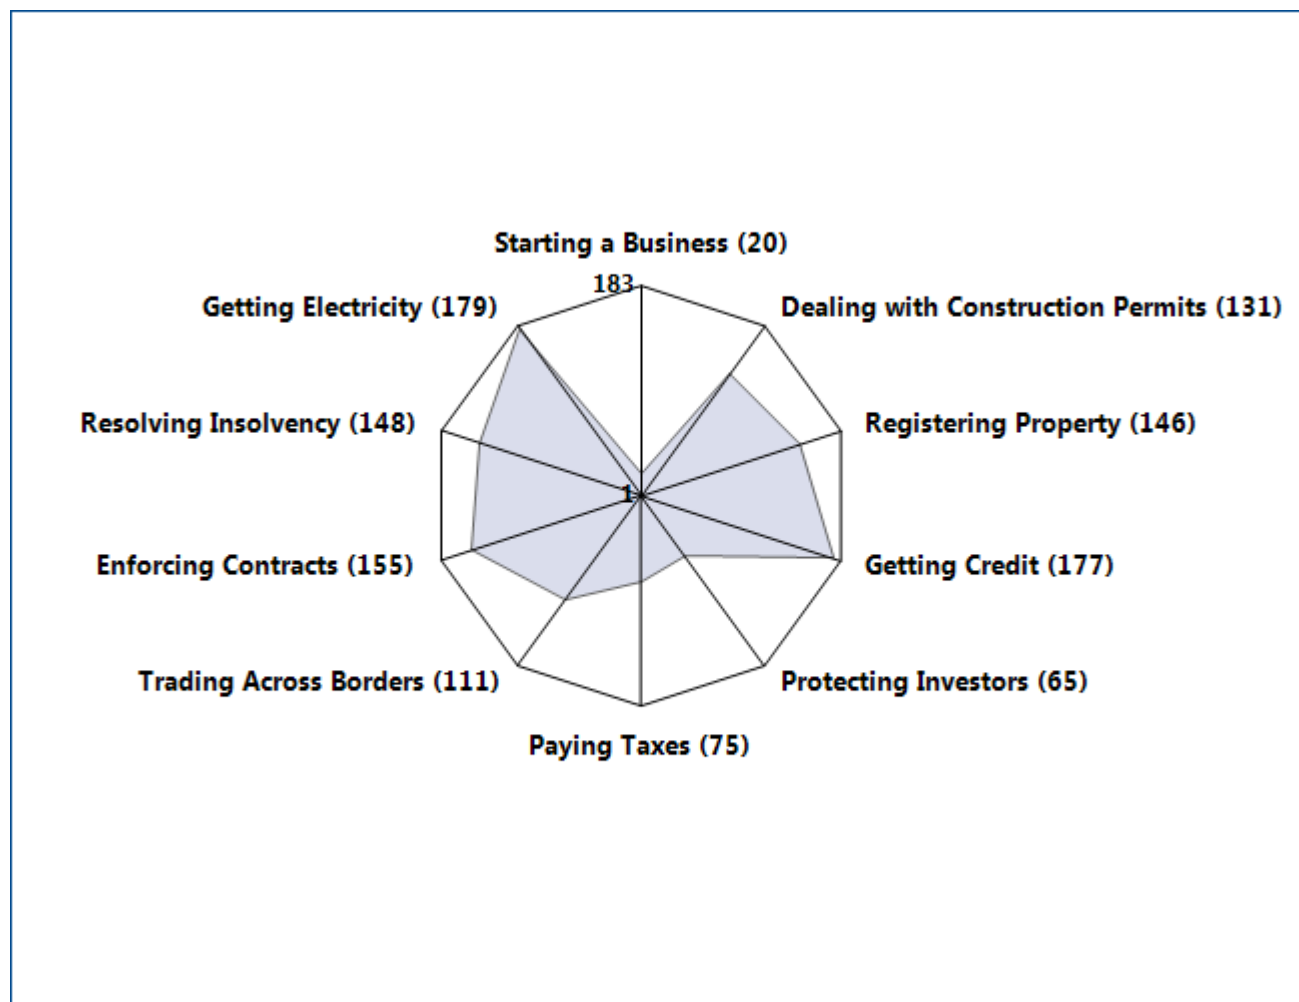 Starting a Business (20)
183
Getting Electricity (179)
Dealing with Construction Permits (131)
Resolving Insolvency (148)
Registering Property (146)
1
Enforcing Contracts (155)
Getting Credit (177)
Trading Across Borders (111)
Protecting Investors (65)
Paying Taxes (75)